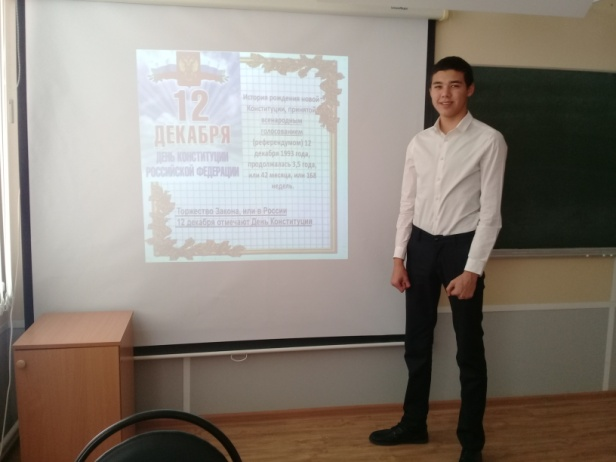 12
ДЕКАБРЯ
ДЕНЬ КОНСТИТУЦИИ
РОССИЙСКОЙ ФЕДЕРАЦИИ
История рождения новой
Конституции, принятой
всенародным
голосованием
(референдумом) 12
декабря 1993 года,
продолжалась 3,5 года,
или 42 месяца, или 168
недель.
Торжество Закона, или в России
12 декабря отмечают День Конституции